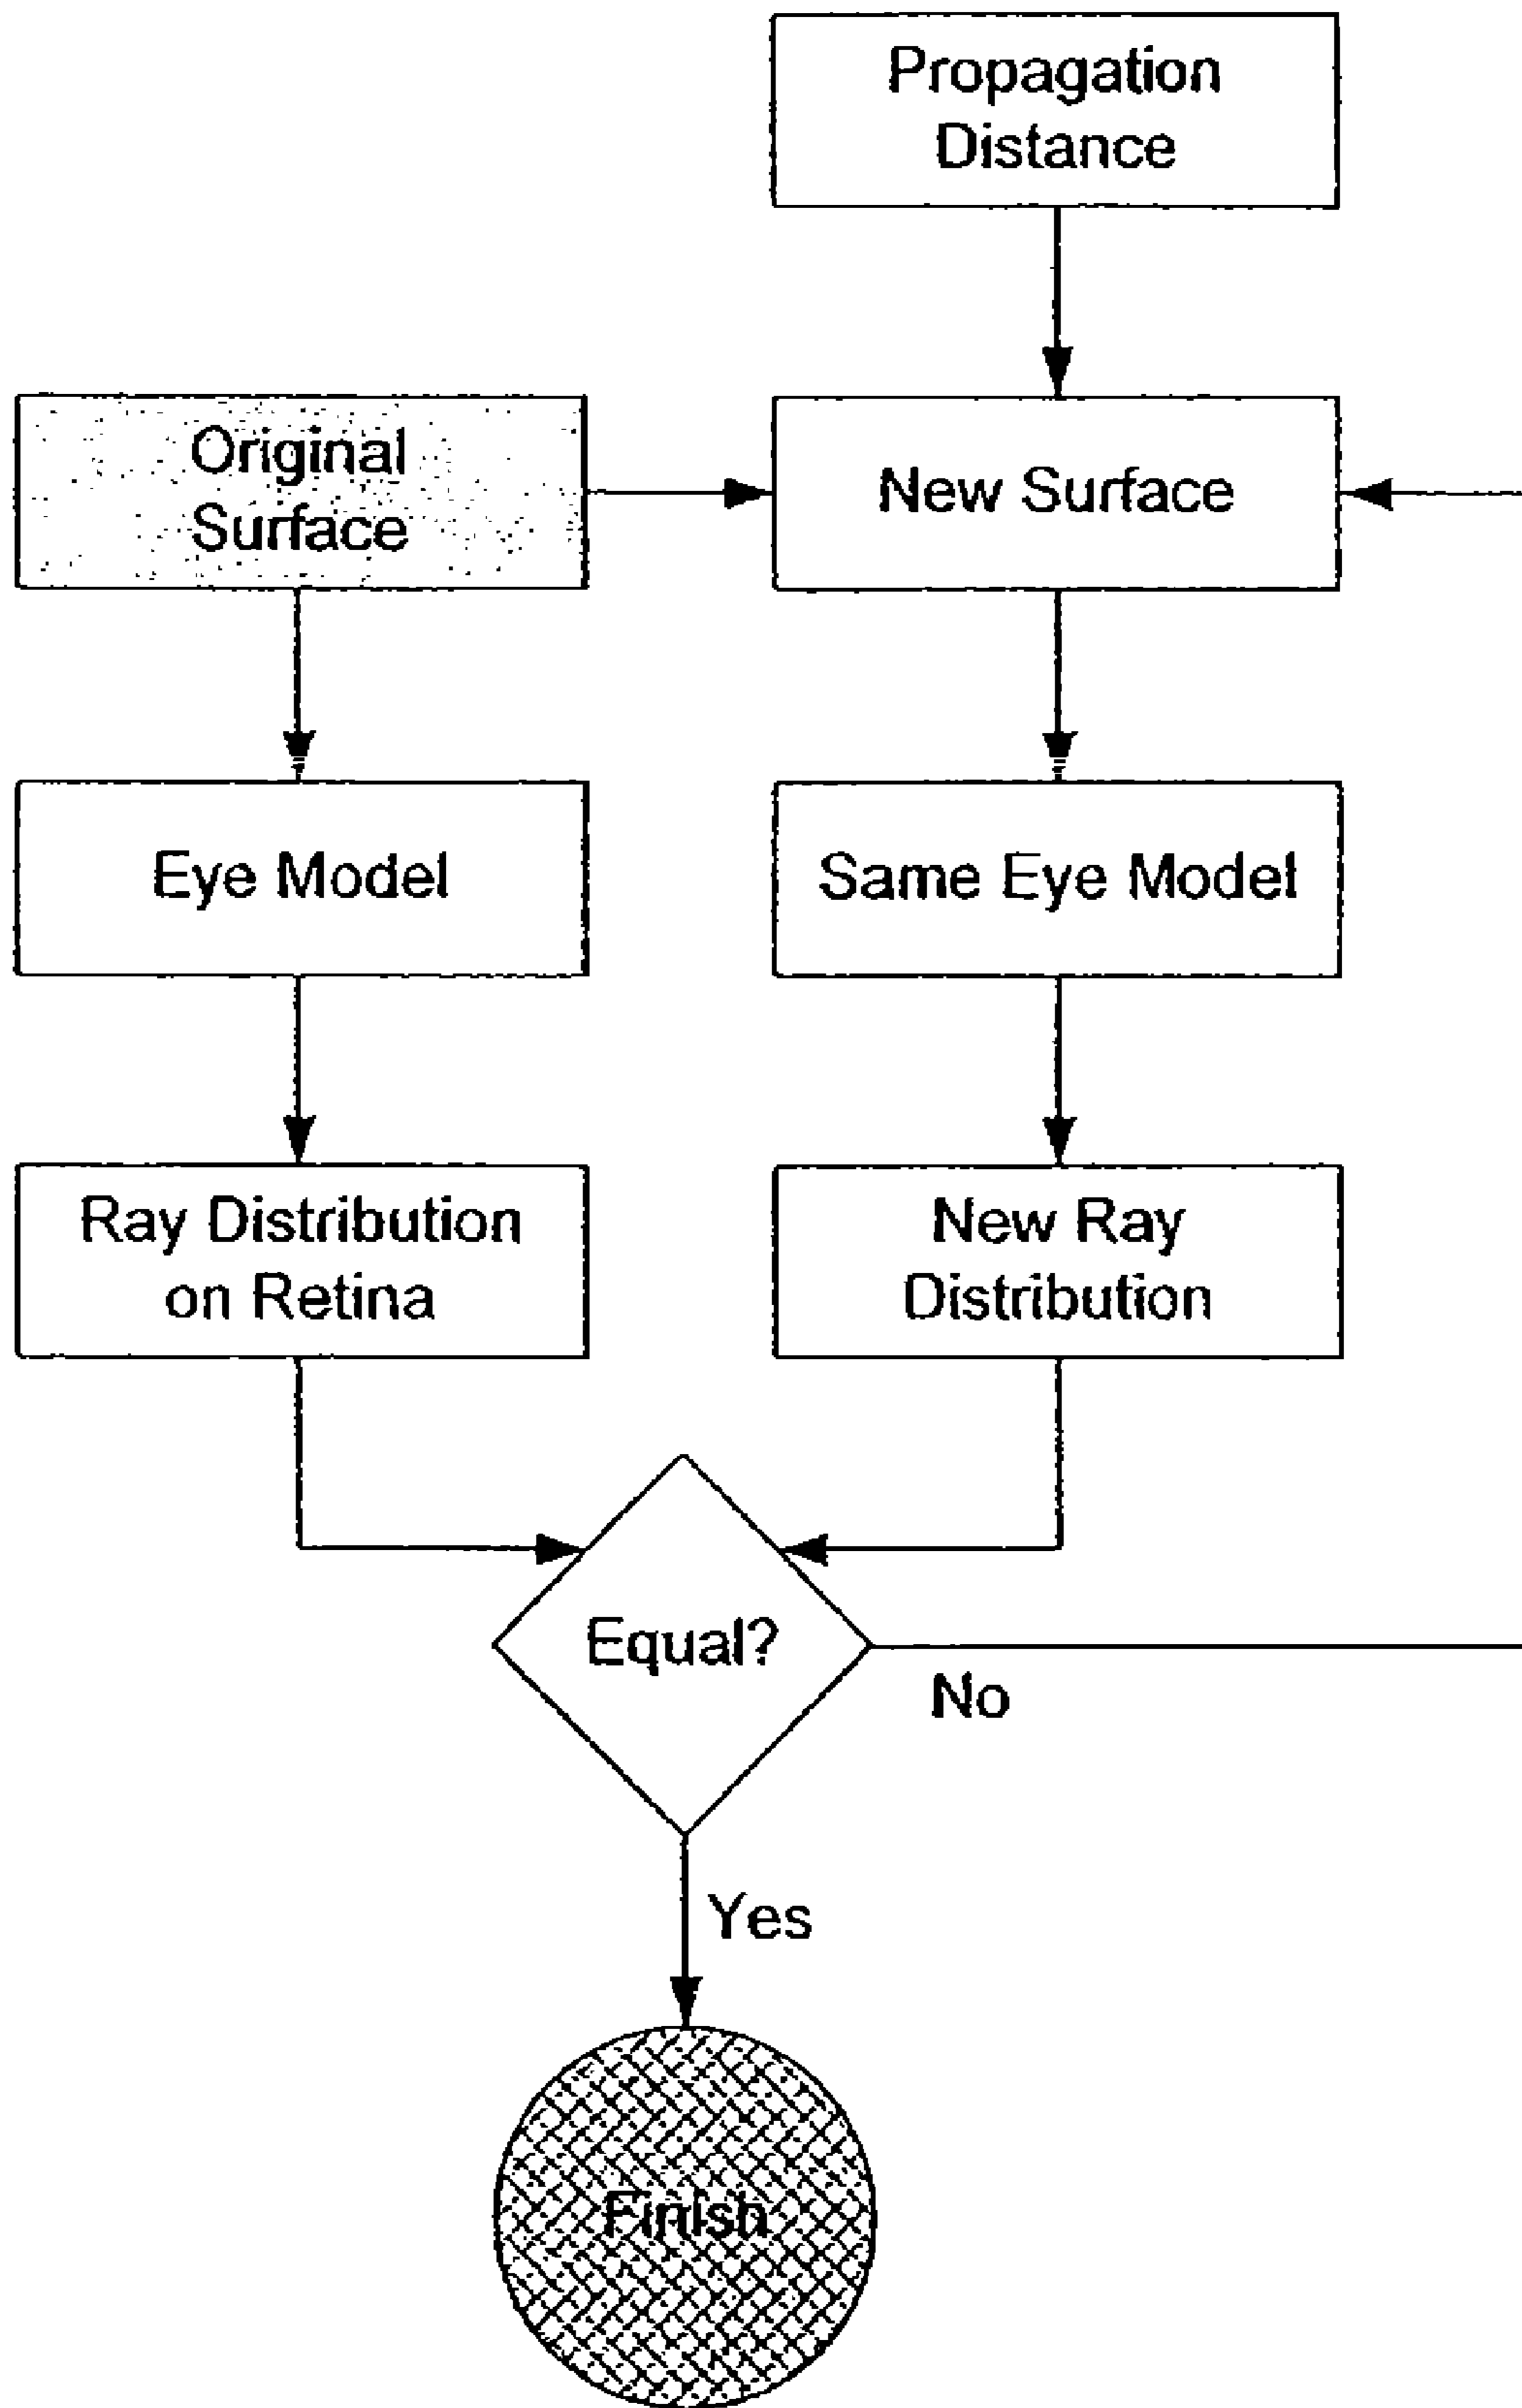 Propagation
Distance
Original
Surface
New Surface
Eye Model
Same Eye Model
Ray Distribution
on Retina
New Ray
Distribution
Equal?
No
Yes
Finish